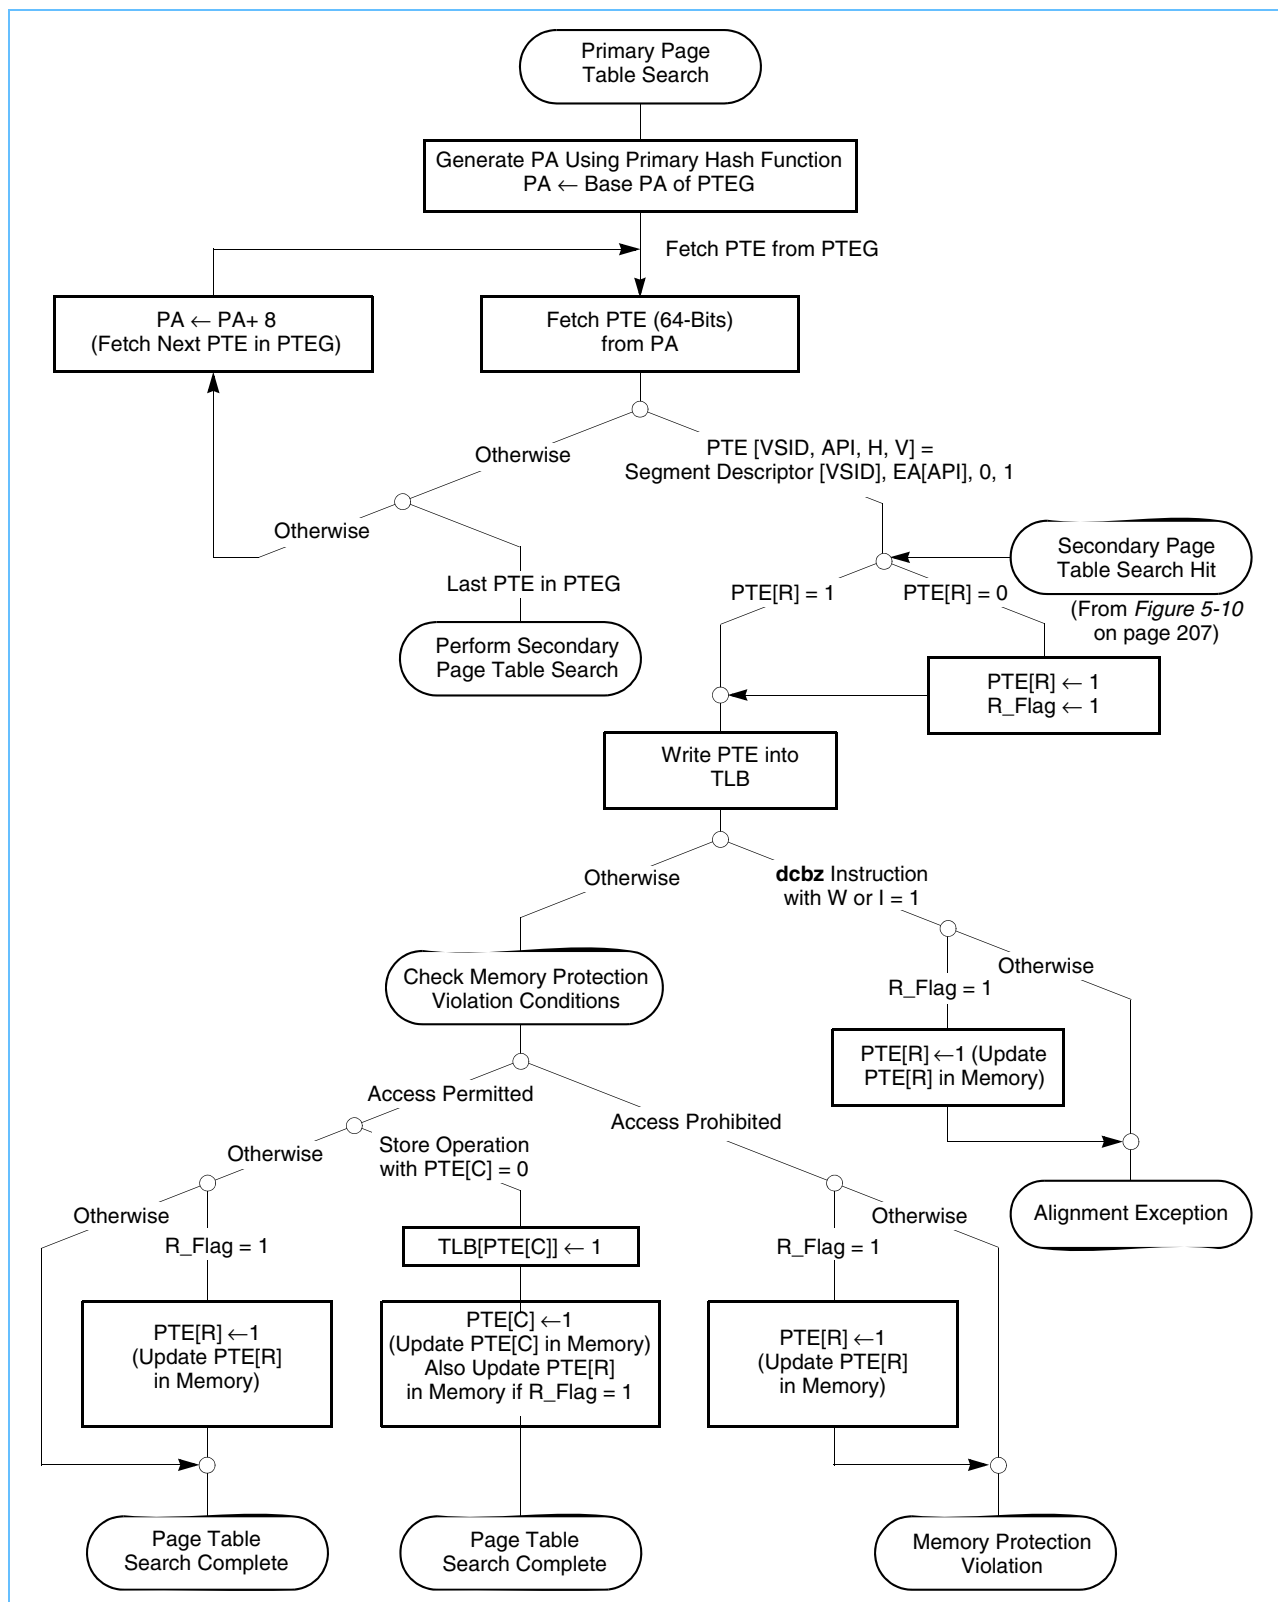 Primary Page
Table Search
Generate PA Using Primary Hash Function
PA ← Base PA of PTEG
Fetch PTE from PTEG
PA ← PA+ 8
(Fetch Next PTE in PTEG)
Fetch PTE (64-Bits)
from PA
Otherwise
PTE [VSID, API, H, V] =
Segment Descriptor [VSID], EA[API], 0, 1
Otherwise
Last PTE in PTEG
Perform Secondary
Page Table Search
Secondary Page
Table Search Hit
(From Figure 5-10
on page 207)
PTE[R] = 1
PTE[R] = 0
PTE[R] ← 1
R_Flag ← 1
Write PTE into
TLB
Otherwise
dcbz Instruction
with W or I = 1
Check Memory Protection
Violation Conditions
R_Flag = 1
Otherwise
PTE[R] ←1 (Update
PTE[R] in Memory)
Alignment Exception
Access Permitted
Access Prohibited
Otherwise
Store Operation
with PTE[C] = 0
Otherwise
R_Flag = 1
TLB[PTE[C]] ← 1
R_Flag = 1
Otherwise
PTE[R] ←1
(Update PTE[R]
in Memory)
PTE[C] ←1
(Update PTE[C] in Memory)
Also Update PTE[R]
in Memory if R_Flag = 1
PTE[R] ←1
(Update PTE[R]
in Memory)
Page Table
Search Complete
Page Table
Search Complete
Memory Protection
Violation